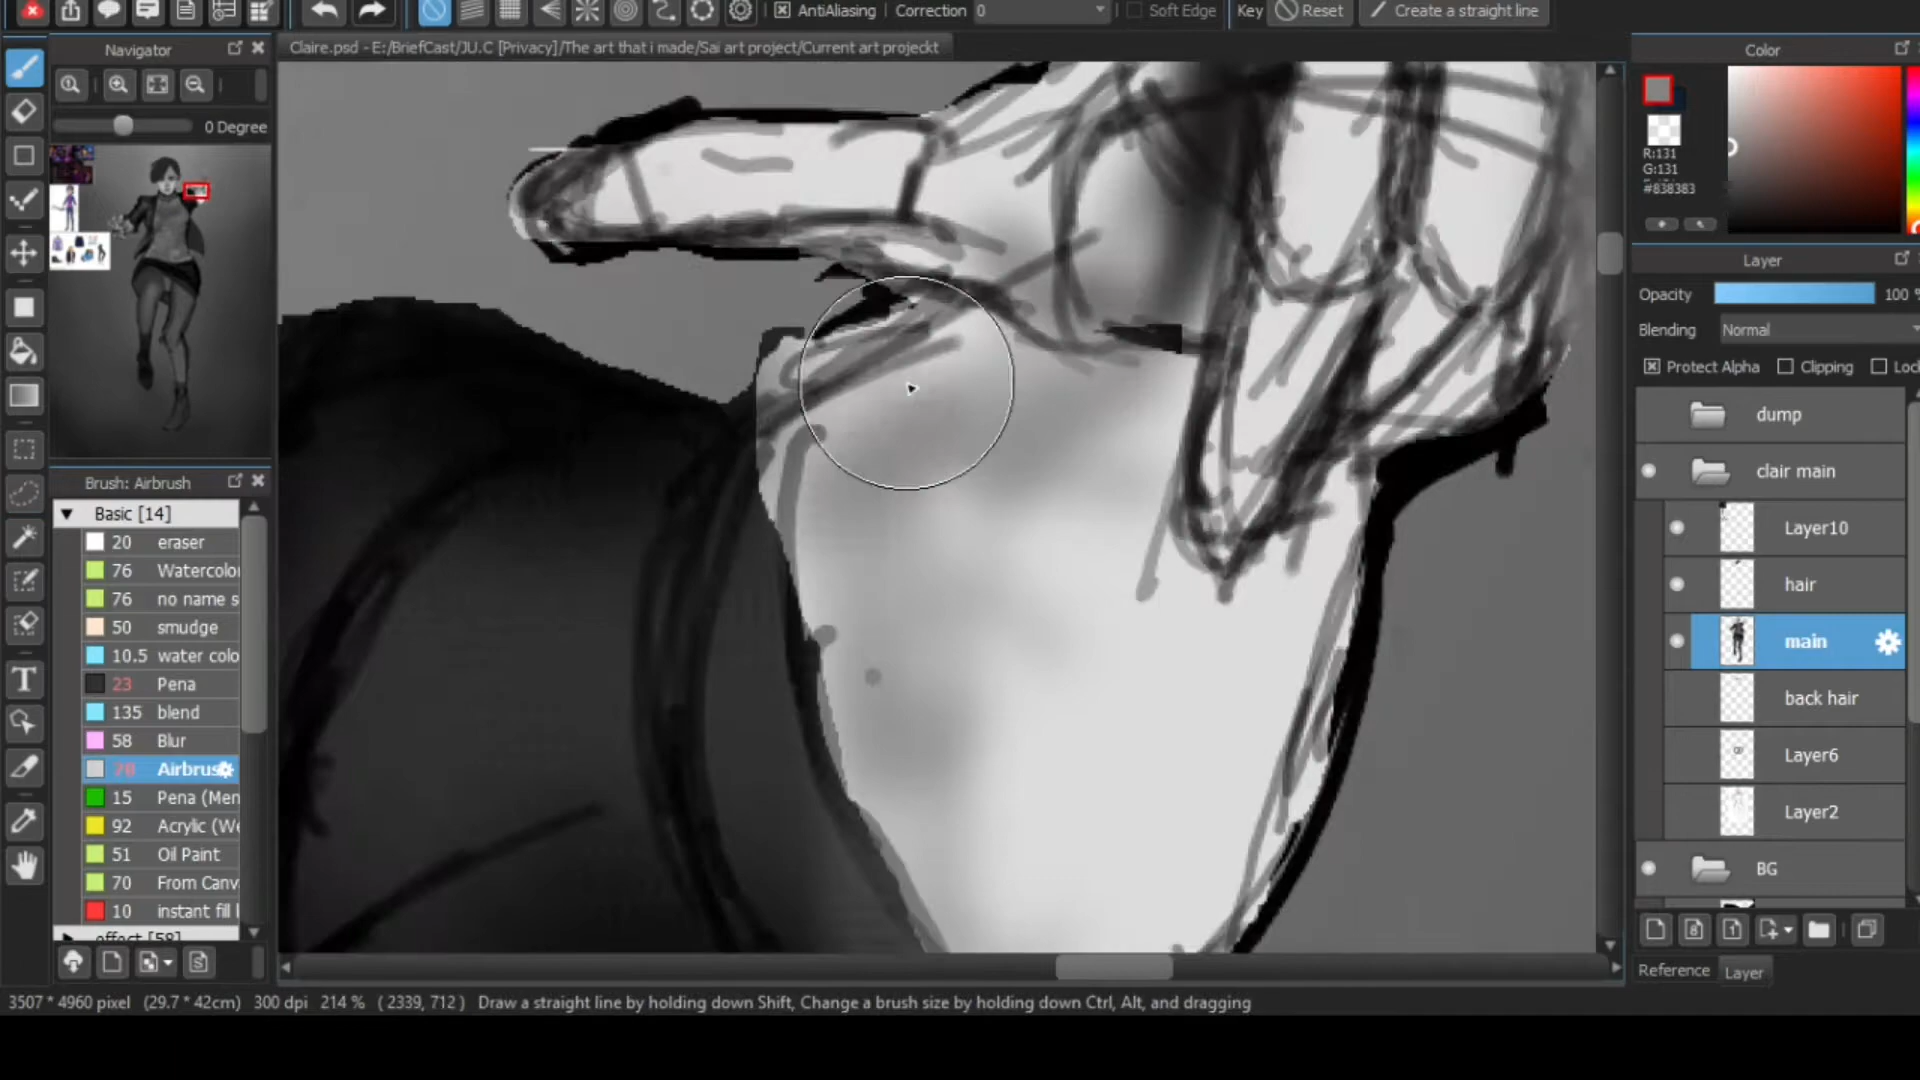 AntiAliasing
Correction
0
Soft Edge
Key
Reset
Create a straight line
Navigator
Claire.psd - E:/BriefCast/JU.C [Privacy]/The art that i made/Sai art project/Current art projeckt
Color
0 Degree
R:131
G:131
#838383
Layer
Opacity
100 %
Blending
Normal
Protect Alpha
Clipping
Lock
dump
clair main
Layer10
hair
main
back hair
Layer6
Layer2
BG
Reference
Layer
Brush: Airbrush
Basic [14]
20 eraser
76 Watercolo
76 no name s
50 smudge
10.5 water colo
23 Pena
135 blend
58 Blur
70 Airbrus
15 Pena (Men
92 Acrylic (We
51 Oil Paint
70 From Canv
10 instant fill l
effect [58]
3507 * 4960 pixel (29.7 * 42cm) 300 dpi 214 % ( 2339, 712 ) Draw a straight line by holding down Shift, Change a brush size by holding down Ctrl, Alt, and dragging